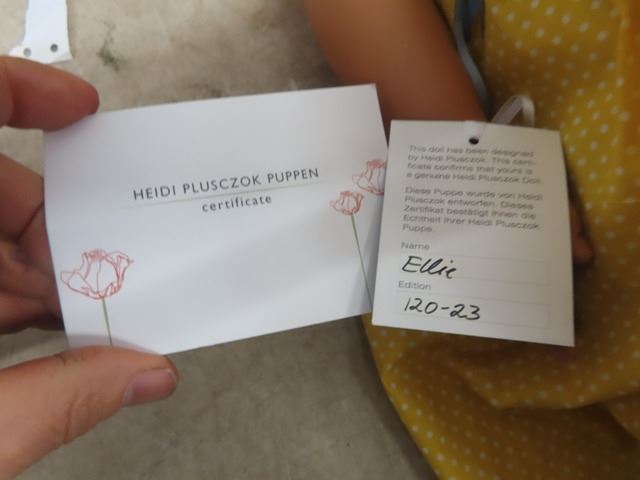 HEIDI PLUSCZOK PUPPEN
certificate
This doll has been designed
by Heidi Plusczok. This certi-
ficate confirms that yours is
a genuine Heidi Plusczok Doll.
Diese Puppe wurde von Heidi
Plusczok entworfen. Dieses
Zertifikat bestätigt Ihnen die
Echtheit Ihrer Heidi Plusczok
Puppe.
Name
Ellie
Edition
120-23